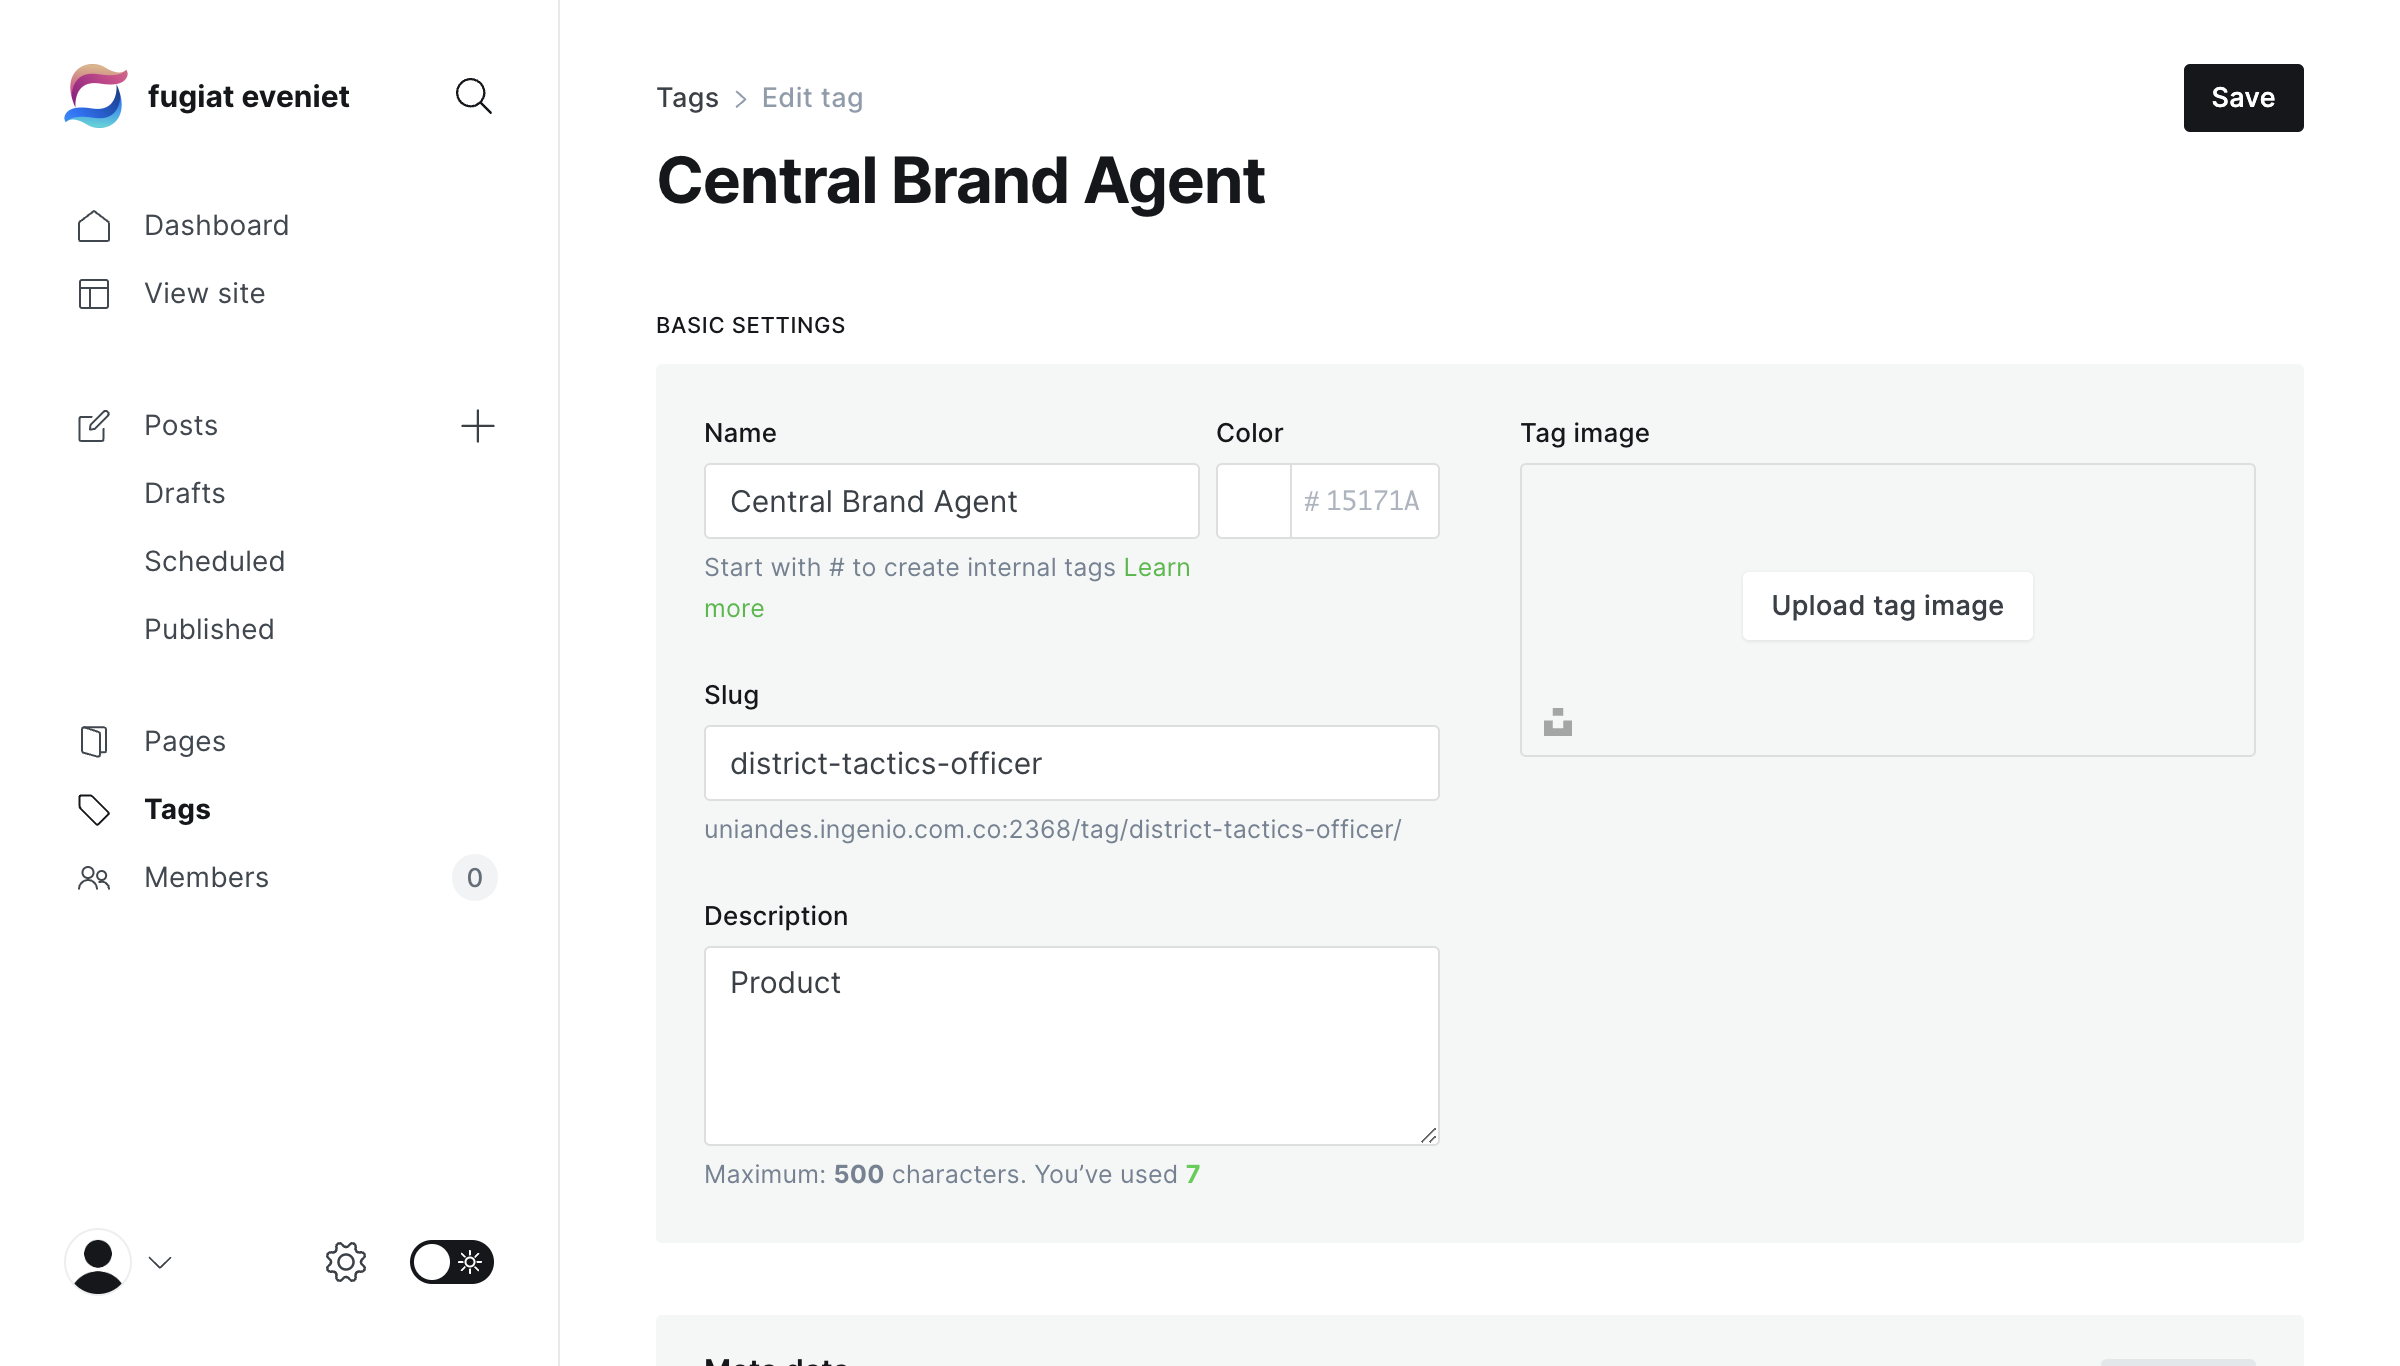 fugiat eveniet
Dashboard
View site
Posts
Drafts
Scheduled
Published
Pages
Tags
Members
0
Tags
Edit tag
Save
Central Brand Agent
BASIC SETTINGS
Name
Central Brand Agent
Start with # to create internal tags Learn
more
Color
# 15171A
Slug
district-tactics-officer
uniandes.ingenio.com.co:2368/tag/district-tactics-officer/
Description
Product
Maximum: 500 characters. You’ve used 7
Tag image
Upload tag image
Meta data